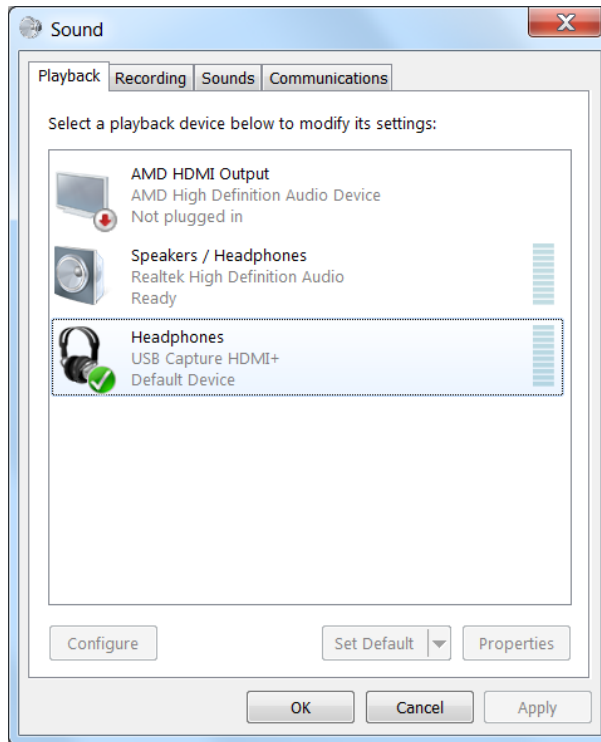 Sound
Playback Recording Sounds Communications
Select a playback device below to modify its settings:
AMD HDMI Output
AMD High Definition Audio Device
Not plugged in
Speakers / Headphones
Realtek High Definition Audio
Ready
Headphones
USB Capture HDMI+
Default Device
Configure Set Default Properties
OK Cancel Apply